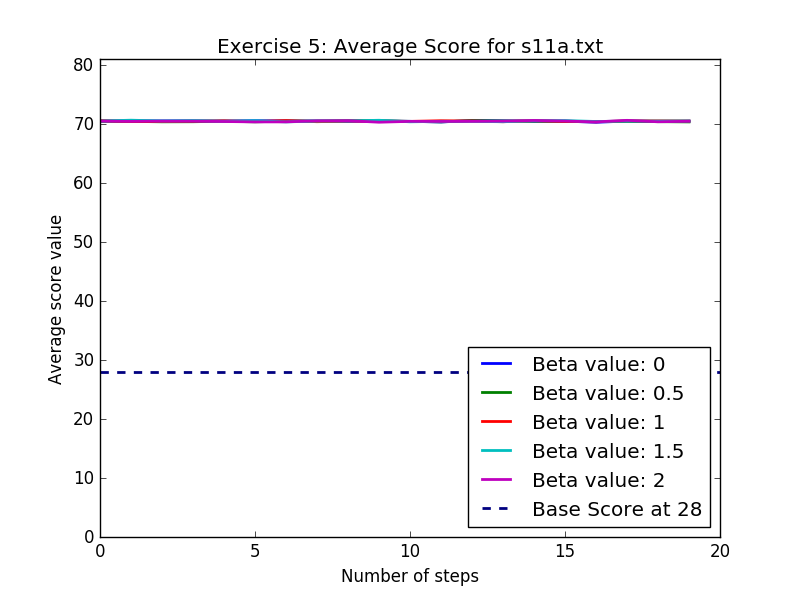 Exercise 5: Average Score for s11a.txt
80
70
60
50
40
30
20
10
0
Average score value
Beta value: 0
Beta value: 0.5
Beta value: 1
Beta value: 1.5
Beta value: 2
Base Score at 28
0 5 10 15 20
Number of steps